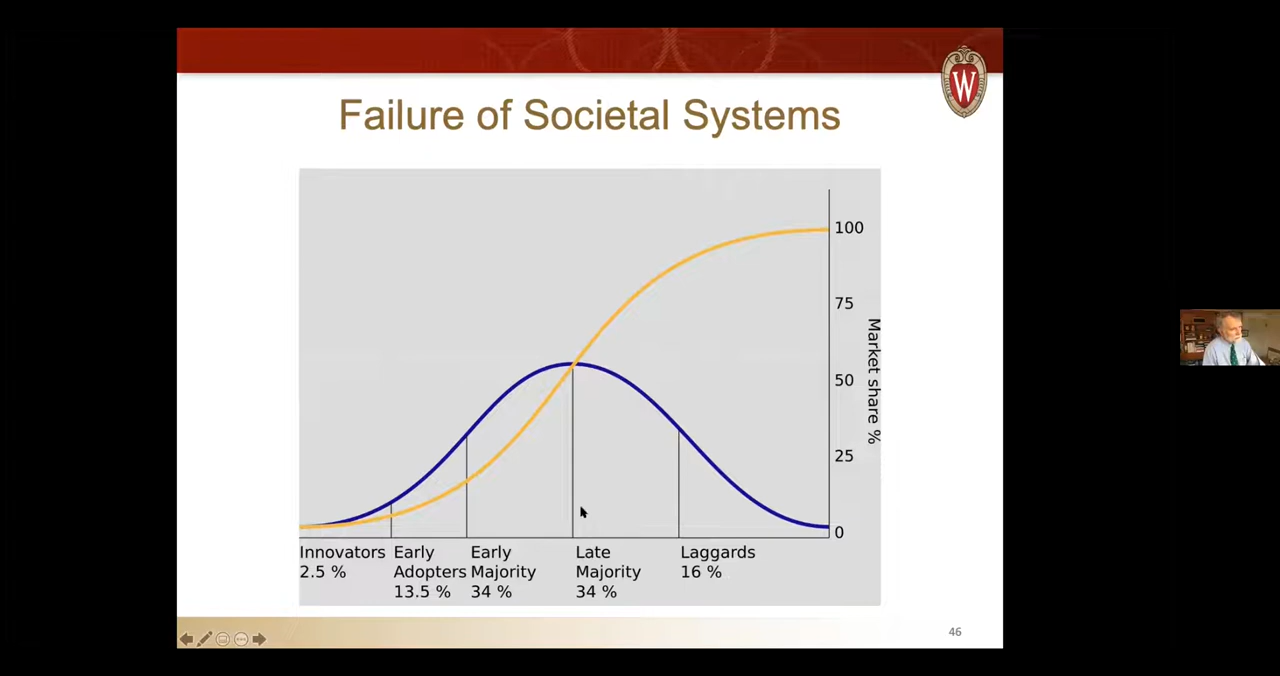 W
Failure of Societal Systems
100
75
50
25
0
Market share %
Innovators
2.5 %
Early
Adopters
13.5 %
Early
Majority
34 %
Late
Majority
34 %
Laggards
16 %
46